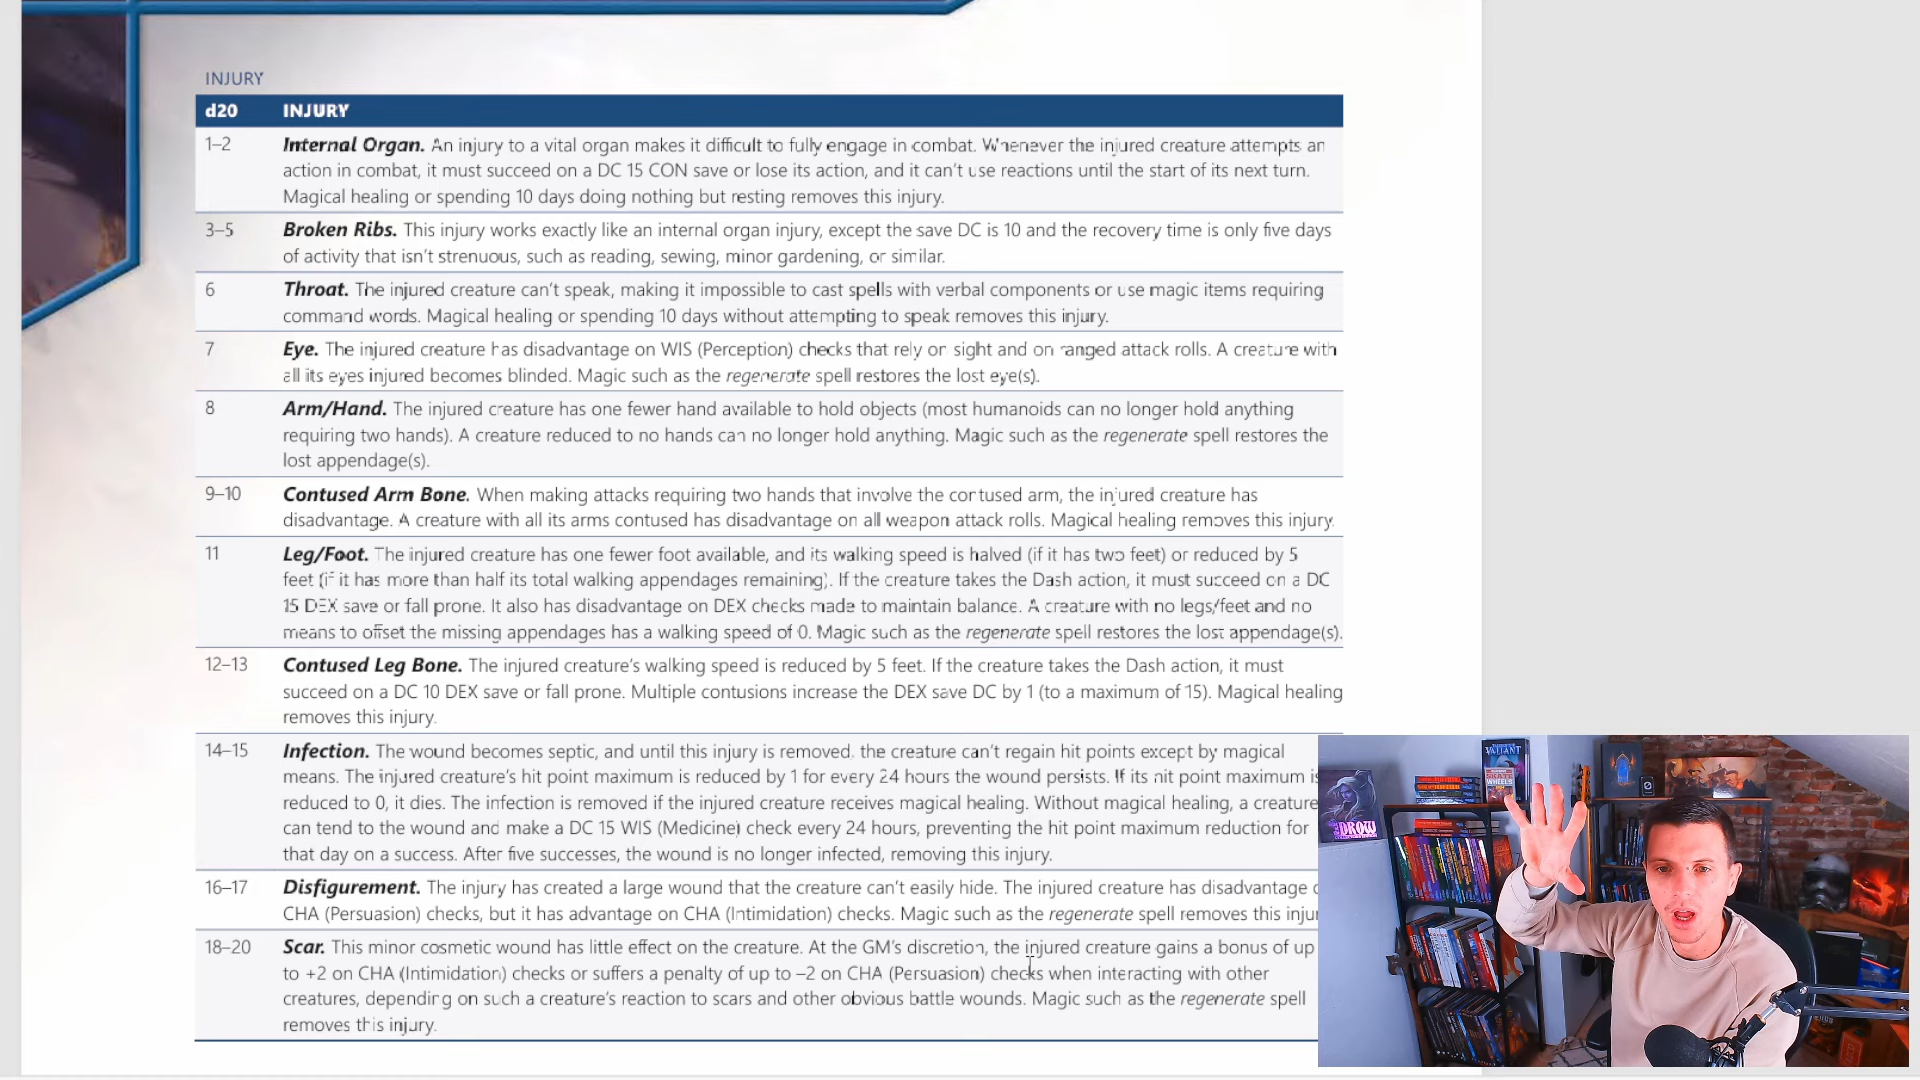 INJURY
d20 INJURY
1–2 Internal Organ. An injury to a vital organ makes it difficult to fully engage in combat. Whenever the injured creature attempts an
action in combat, it must succeed on a DC 15 CON save or lose its action, and it can't use reactions until the start of its next turn.
Magical healing or spending 10 days doing nothing but resting removes this injury.
3–5 Broken Ribs. This injury works exactly like an internal organ injury, except the save DC is 10 and the recovery time is only five days
of activity that isn't strenuous, such as reading, sewing, minor gardening, or similar.
6 Throat. The injured creature can't speak, making it impossible to cast spells with verbal components or use magic items requiring
command words. Magical healing or spending 10 days without attempting to speak removes this injury.
7 Eye. The injured creature has disadvantage on WIS (Perception) checks that rely on sight and on ranged attack rolls. A creature with
all its eyes injured becomes blinded. Magic such as the regenerate spell restores the lost eye(s).
8 Arm/Hand. The injured creature has one fewer hand available to hold objects (most humanoids can no longer hold anything
requiring two hands). A creature reduced to no hands can no longer hold anything. Magic such as the regenerate spell restores the
lost appendage(s).
9–10 Contused Arm Bone. When making attacks requiring two hands that involve the contused arm, the injured creature has
disadvantage. A creature with all its arms contused has disadvantage on all weapon attack rolls. Magical healing removes this injury.
11 Leg/Foot. The injured creature has one fewer foot available, and its walking speed is halved (if it has two feet) or reduced by 5
feet (if it has more than half its total walking appendages remaining). If the creature takes the Dash action, it must succeed on a DC
15 DEX save or fall prone. It also has disadvantage on DEX checks made to maintain balance. A creature with no legs/feet and no
means to offset the missing appendages has a walking speed of 0. Magic such as the regenerate spell restores the lost appendage(s).
12–13 Contused Leg Bone. The injured creature's walking speed is reduced by 5 feet. If the creature takes the Dash action, it must
succeed on a DC 10 DEX save or fall prone. Multiple contusions increase the DEX save DC by 1 (to a maximum of 15). Magical healing
removes this injury.
14–15 Infection. The wound becomes septic, and until this injury is removed, the creature can't regain hit points except by magical
means. The injured creature's hit point maximum is reduced by 1 for every 24 hours the wound persists. If its hit point maximum is
reduced to 0, it dies. The infection is removed if the injured creature receives magical healing. Without magical healing, a creature
can tend to the wound and make a DC 15 WIS (Medicine) check every 24 hours, preventing the hit point maximum reduction for
that day on a success. After five successes, the wound is no longer infected, removing this injury.
16–17 Disfigurement. The injury has created a large wound that the creature can't easily hide. The injured creature has disadvantage
CHA (Persuasion) checks, but it has advantage on CHA (Intimidation) checks. Magic such as the regenerate spell removes this
18–20 Scar. This minor cosmetic wound has little effect on the creature. At the GM's discretion, the injured creature gains a bonus of up
to +2 on CHA (Intimidation) checks or suffers a penalty of up to –2 on CHA (Persuasion) checks when interacting with other
creatures, depending on such a creature's reaction to scars and other obvious battle wounds. Magic such as the regenerate spell
removes this injury.
VALIANT
DROW